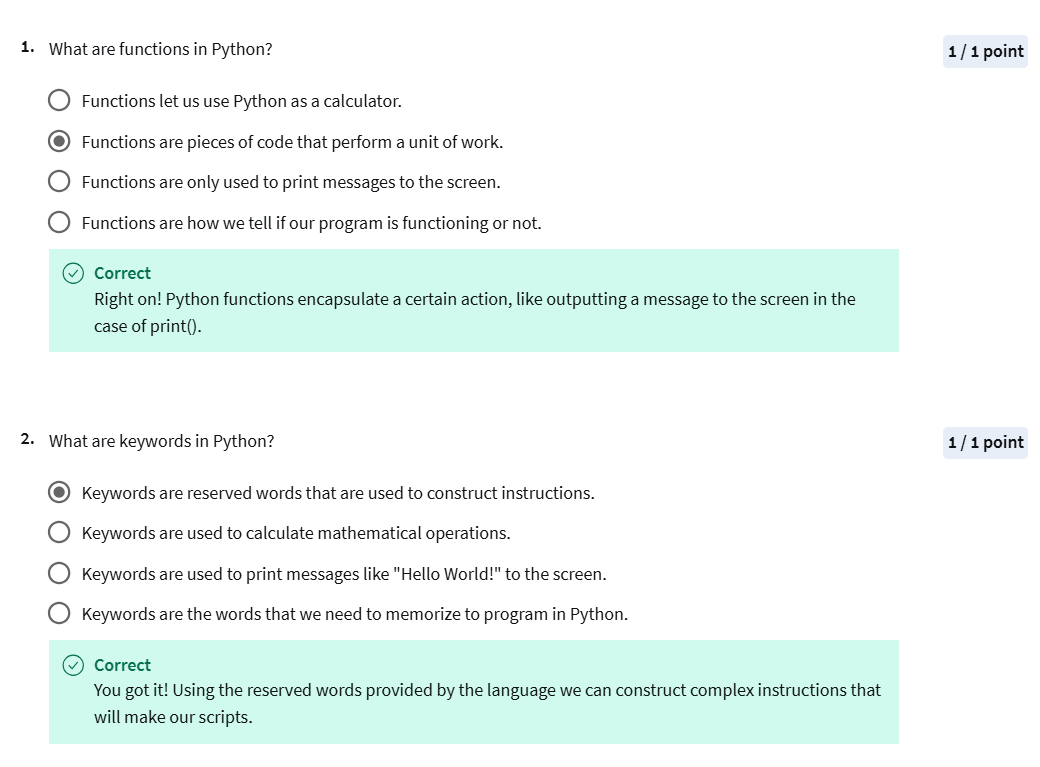 1. What are functions in Python?
1 / 1 point
Functions let us use Python as a calculator.
Functions are pieces of code that perform a unit of work.
Functions are only used to print messages to the screen.
Functions are how we tell if our program is functioning or not.
Correct
Right on! Python functions encapsulate a certain action, like outputting a message to the screen in the
case of print().
2. What are keywords in Python?
1 / 1 point
Keywords are reserved words that are used to construct instructions.
Keywords are used to calculate mathematical operations.
Keywords are used to print messages like "Hello World!" to the screen.
Keywords are the words that we need to memorize to program in Python.
Correct
You got it! Using the reserved words provided by the language we can construct complex instructions that
will make our scripts.